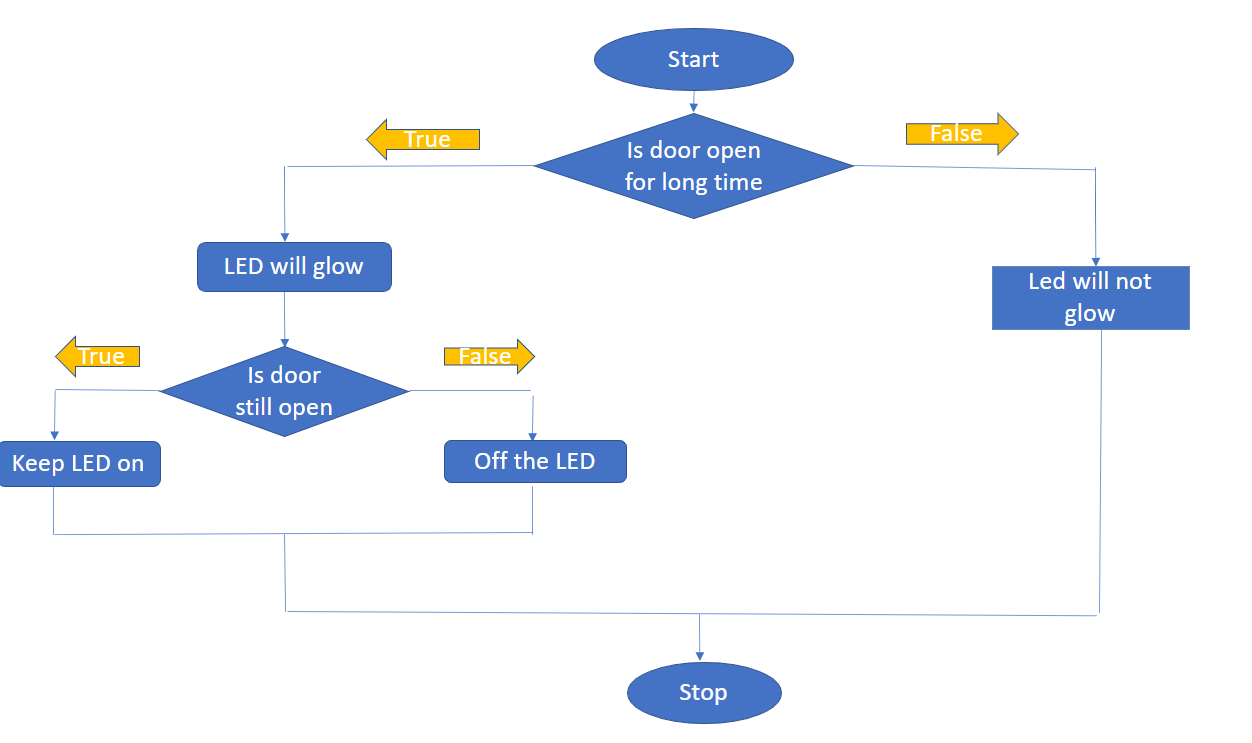 Start
True
False
Is door open
for long time
LED will glow
Led will not
glow
True
False
Is door
still open
Keep LED on
Off the LED
Stop